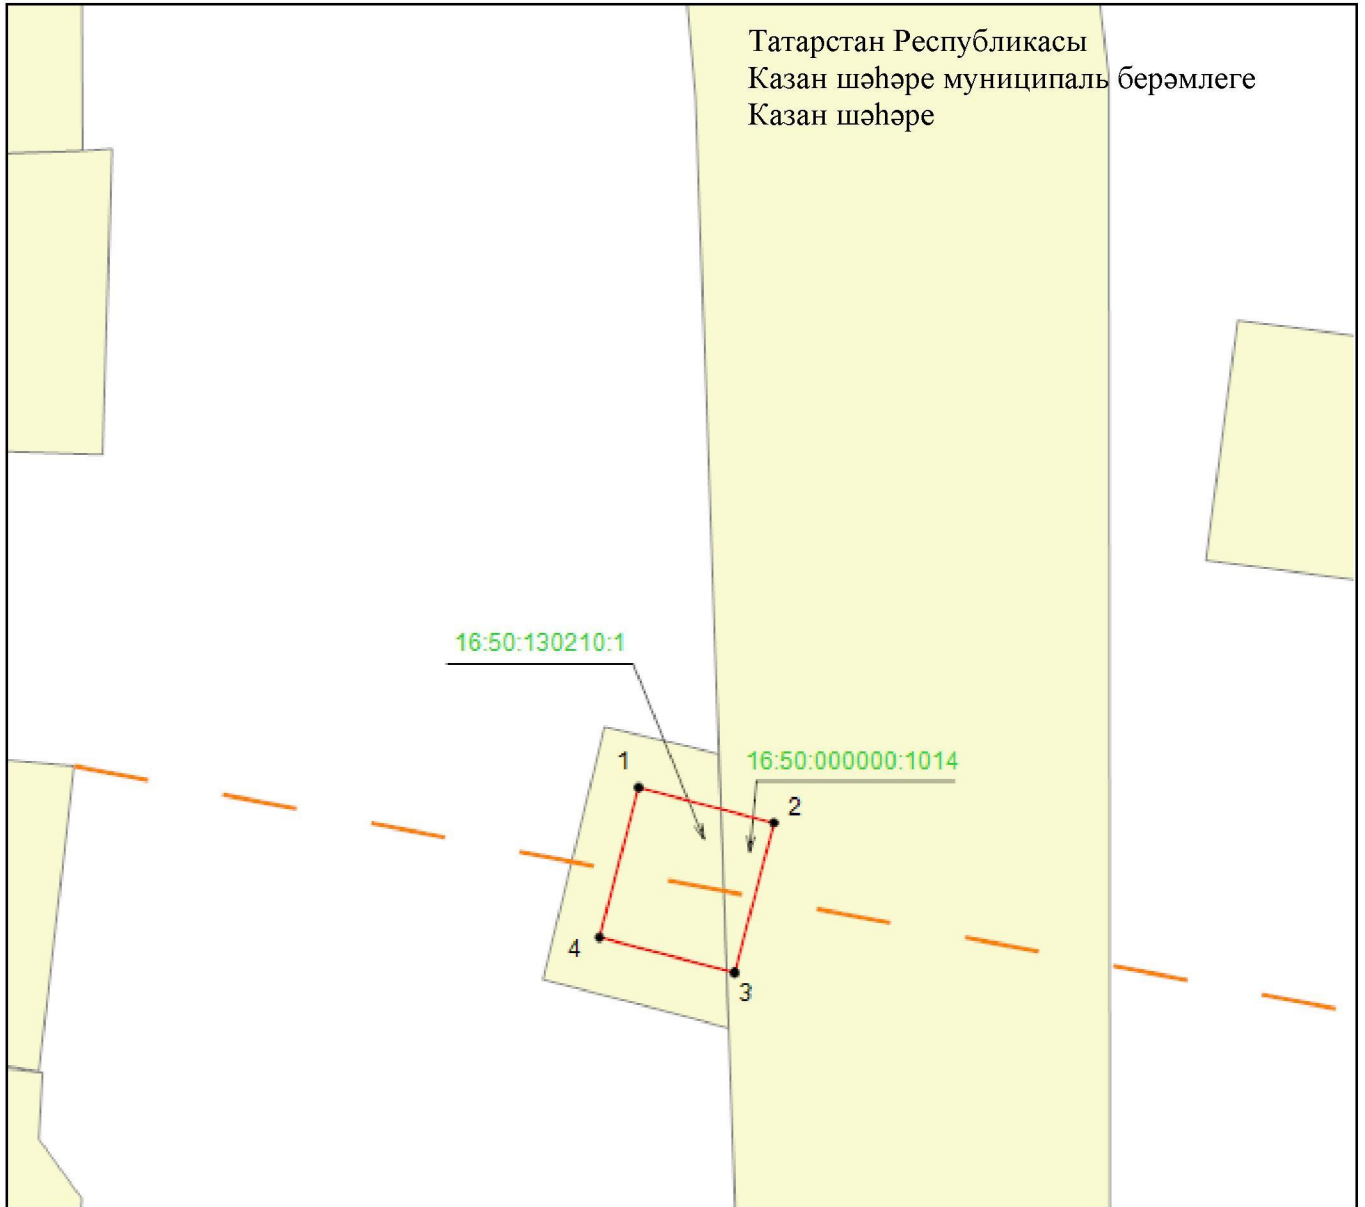 Татарстан Республикасы
Казан шәһәре муниципаль берәмлеге
Казан шәһәре
16:50:130210:1
16:50:000000:1014
1
2
4
3